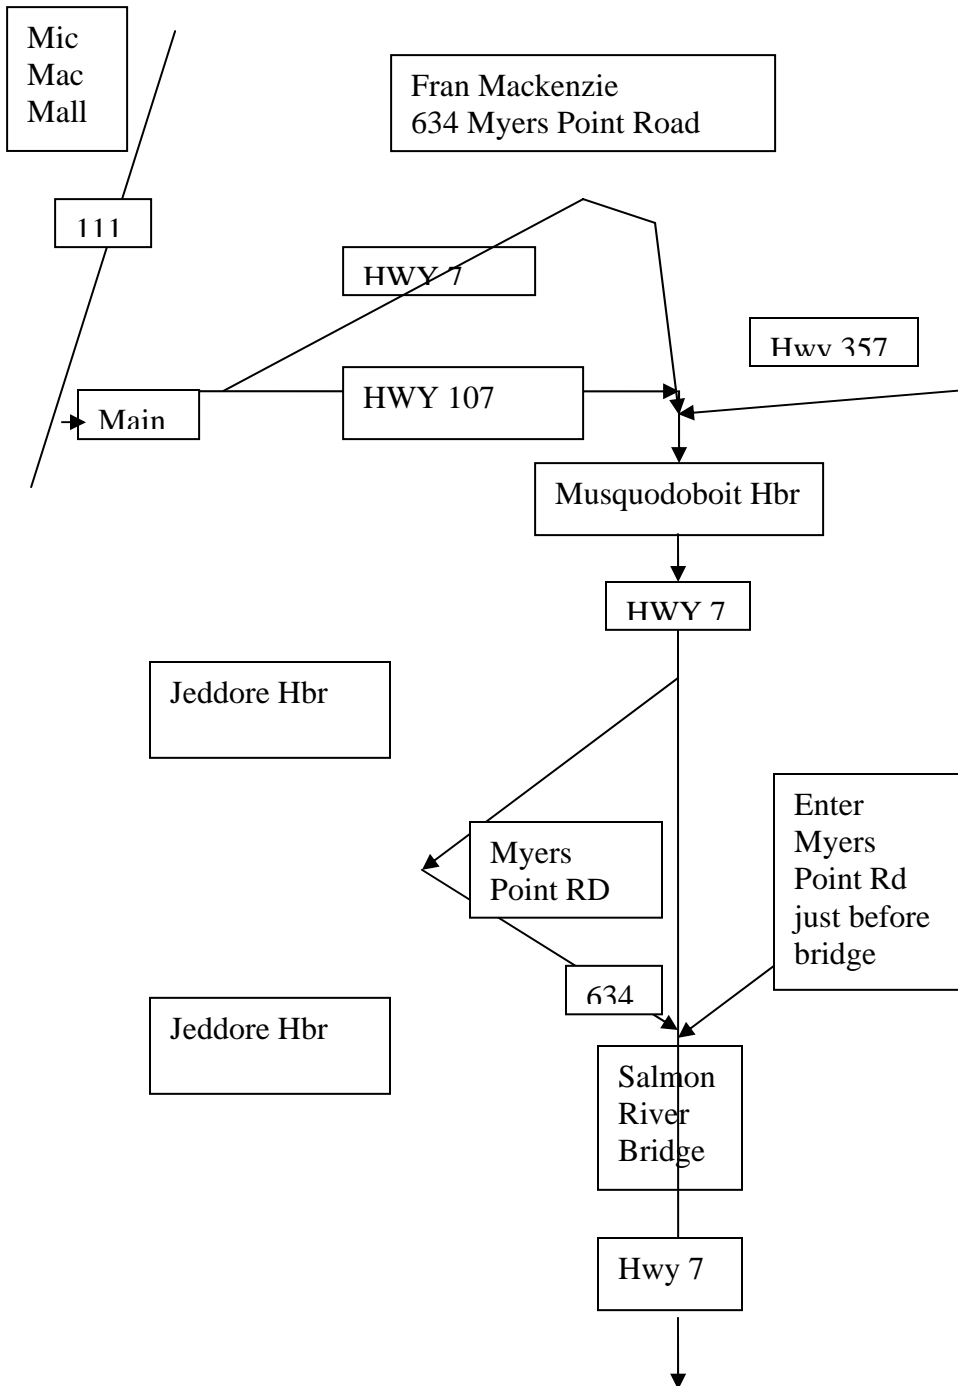 Mic
Mac
Mall
Fran Mackenzie
634 Myers Point Road
111
HWY 7
Hwy 357
HWY 107
Main
Musquodoboit Hbr
HWY 7
Jeddore Hbr
Enter
Myers
Point Rd
just before
bridge
Myers
Point RD
634
Jeddore Hbr
Salmon
River
Bridge
Hwy 7